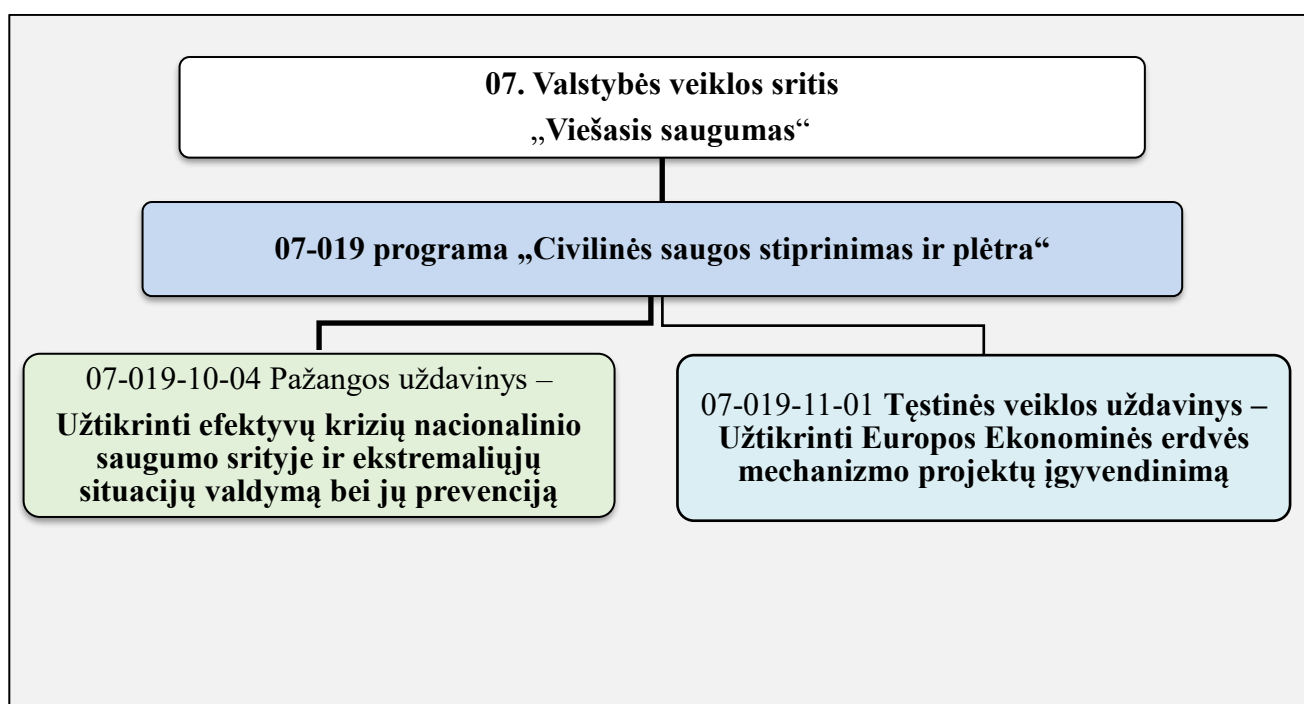 07. Valstybės veiklos sritis
„Viešasis saugumas“
07-019 programa „Civilinės saugos stiprinimas ir plėtra“
07-019-10-04 Pažangos uždavinys –
Užtikrinti efektyvų krizių nacionalinio
saugumo srityje ir ekstremaliųjų
situacijų valdymą bei jų prevenciją
07-019-11-01 Tęstinės veiklos uždavinys –
Užtikrinti Europos Ekonominės erdvės
mechanizmo projektų įgyvendinimą